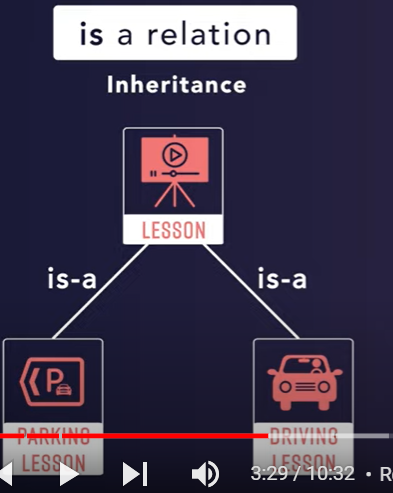 is a relation
Inheritance
LESSON
is-a
is-a
P
PARKING
LESSON
DRIVING
LESSON
3:29 / 10:32 • R